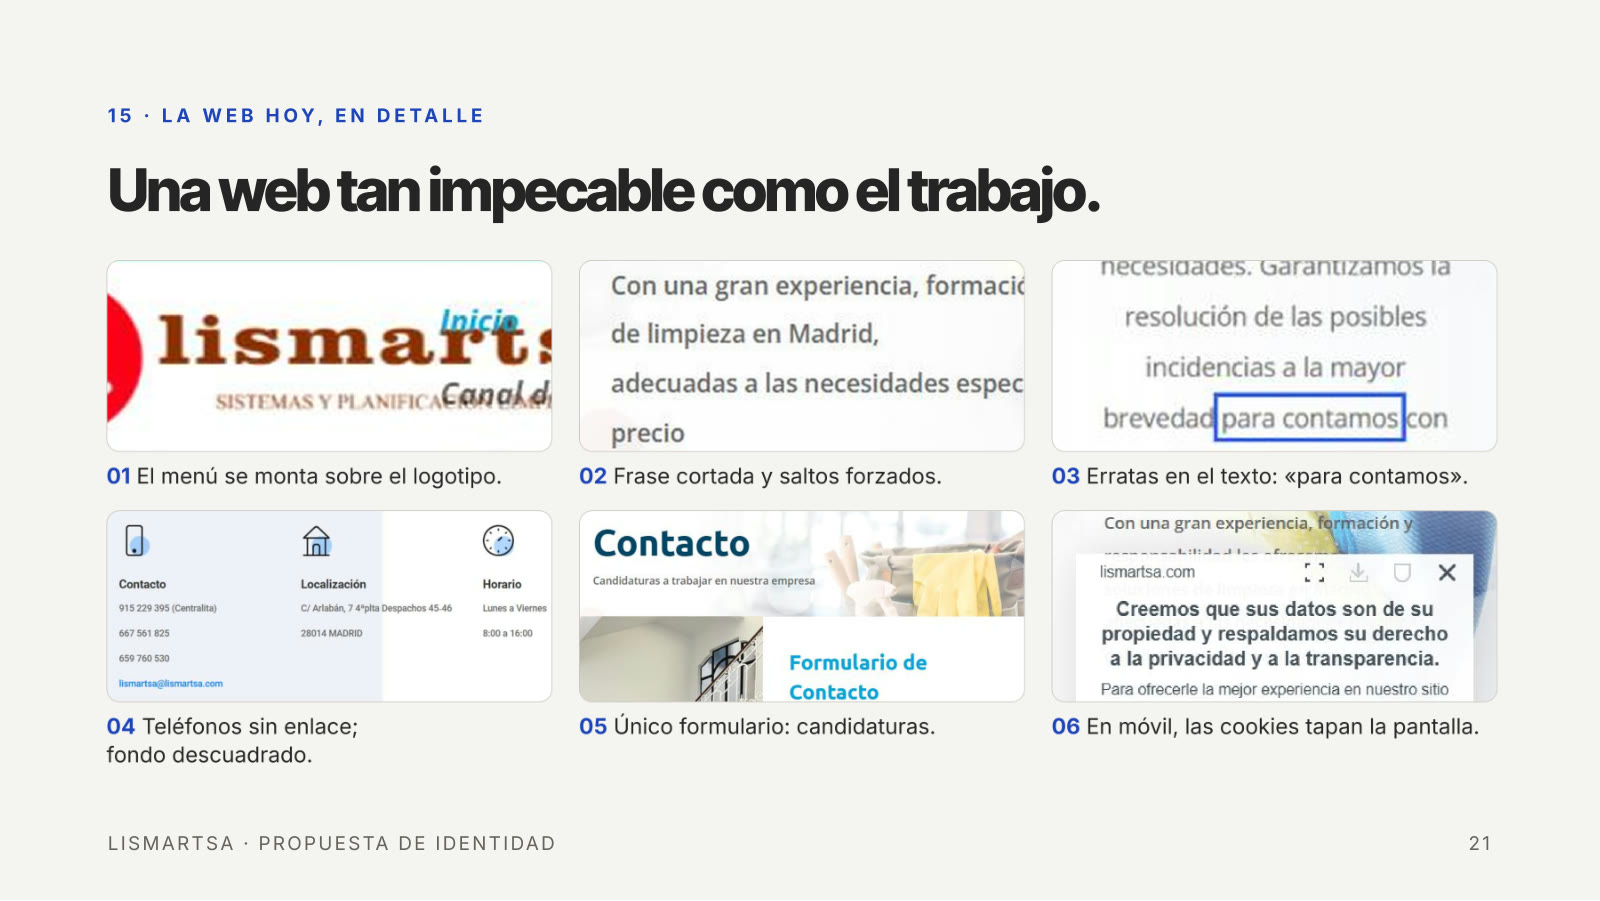 15 · LA WEB HOY, EN DETALLE
Una web tan impecable como el trabajo.
lismarts
Inicio
SISTEMAS Y PLANIFICACIÓN
Canal d
01 El menú se monta sobre el logotipo.
Con una gran experiencia, formació
de limpieza en Madrid,
adecuadas a las necesidades espec
precio
02 Frase cortada y saltos forzados.
necesidades. Garantizamos la
resolución de las posibles
incidencias a la mayor
brevedad para contamos con
03 Erratas en el texto: «para contamos».
Contacto
915 229 395 (Centralita)
667 561 825
659 760 530
lismartsa@lismartsa.com
Localización
C/ Arlabán, 7 4ªplta Despachos 45-46
28014 MADRID
Horario
Lunes a Viernes
8:00 a 16:00
04 Teléfonos sin enlace;
fondo descuadrado.
Contacto
Candidaturas a trabajar en nuestra empresa
Formulario de
Contacto
05 Único formulario: candidaturas.
Con una gran experiencia, formación y
lismartsa.com
Creemos que sus datos son de su
propiedad y respaldamos su derecho
a la privacidad y a la transparencia.
Para ofrecerle la mejor experiencia en nuestro sitio
06 En móvil, las cookies tapan la pantalla.
LISMARTSA · PROPUESTA DE IDENTIDAD
21